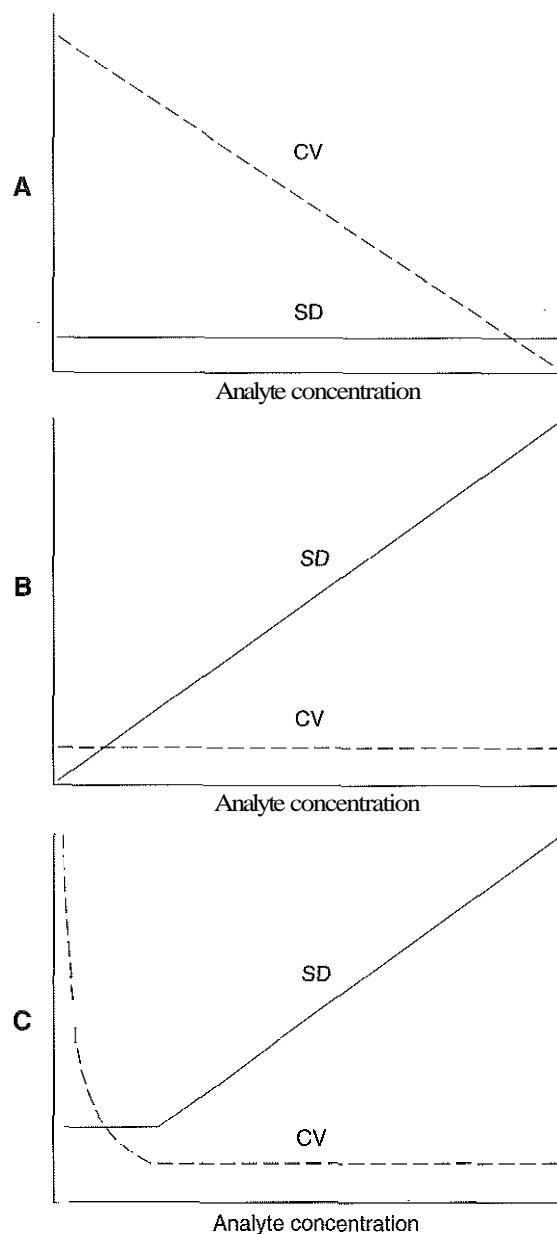 CV
A
SD
Analyte concentration
SD
B
CV
Analyte concentration
SD
C
CV
Analyte concentration